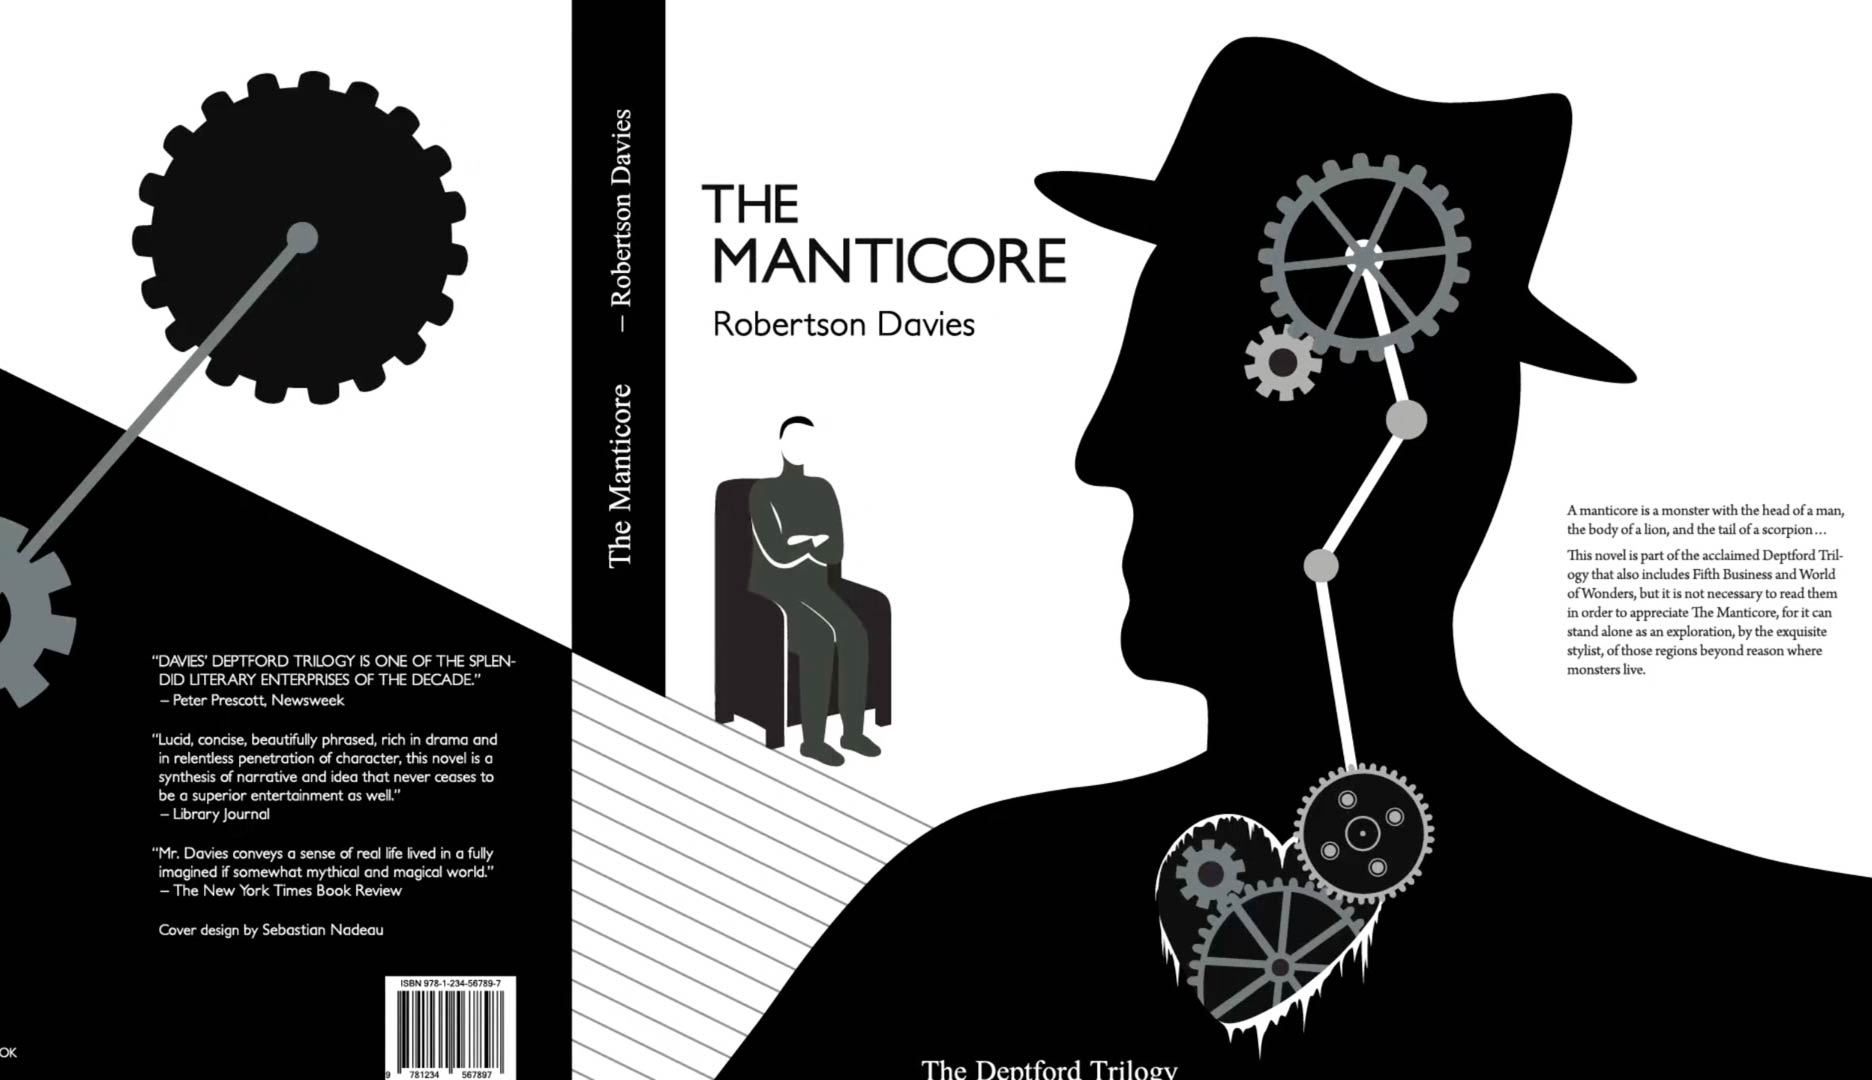 “DAVIES’ DEPTFORD TRILOGY IS ONE OF THE SPLEN-
DID LITERARY ENTERPRISES OF THE DECADE.”
– Peter Prescott, Newsweek
“Lucid, concise, beautifully phrased, rich in drama and
in relentless penetration of character, this novel is a
synthesis of narrative and idea that never ceases to
be a superior entertainment as well.”
– Library Journal
“Mr. Davies conveys a sense of real life lived in a fully
imagined if somewhat mythical and magical world.”
– The New York Times Book Review
Cover design by Sebastian Nadeau
ISBN 978-1-234-56789-7
9 781234 567897
OK
The Manticore – Robertson Davies
THE
MANTICORE
Robertson Davies
The Deptford Trilogy
A manticore is a monster with the head of a man,
the body of a lion, and the tail of a scorpion…
This novel is part of the acclaimed Deptford Tril-
ogy that also includes Fifth Business and World
of Wonders, but it is not necessary to read them
in order to appreciate The Manticore, for it can
stand alone as an exploration, by the exquisite
stylist, of those regions beyond reason where
monsters live.